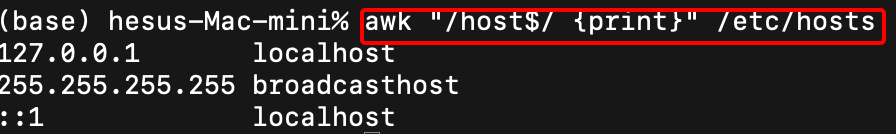 (base) hesus-Mac-mini% awk "/host$/ {print}" /etc/hosts
127.0.0.1       localhost
255.255.255.255 broadcasthost
::1             localhost